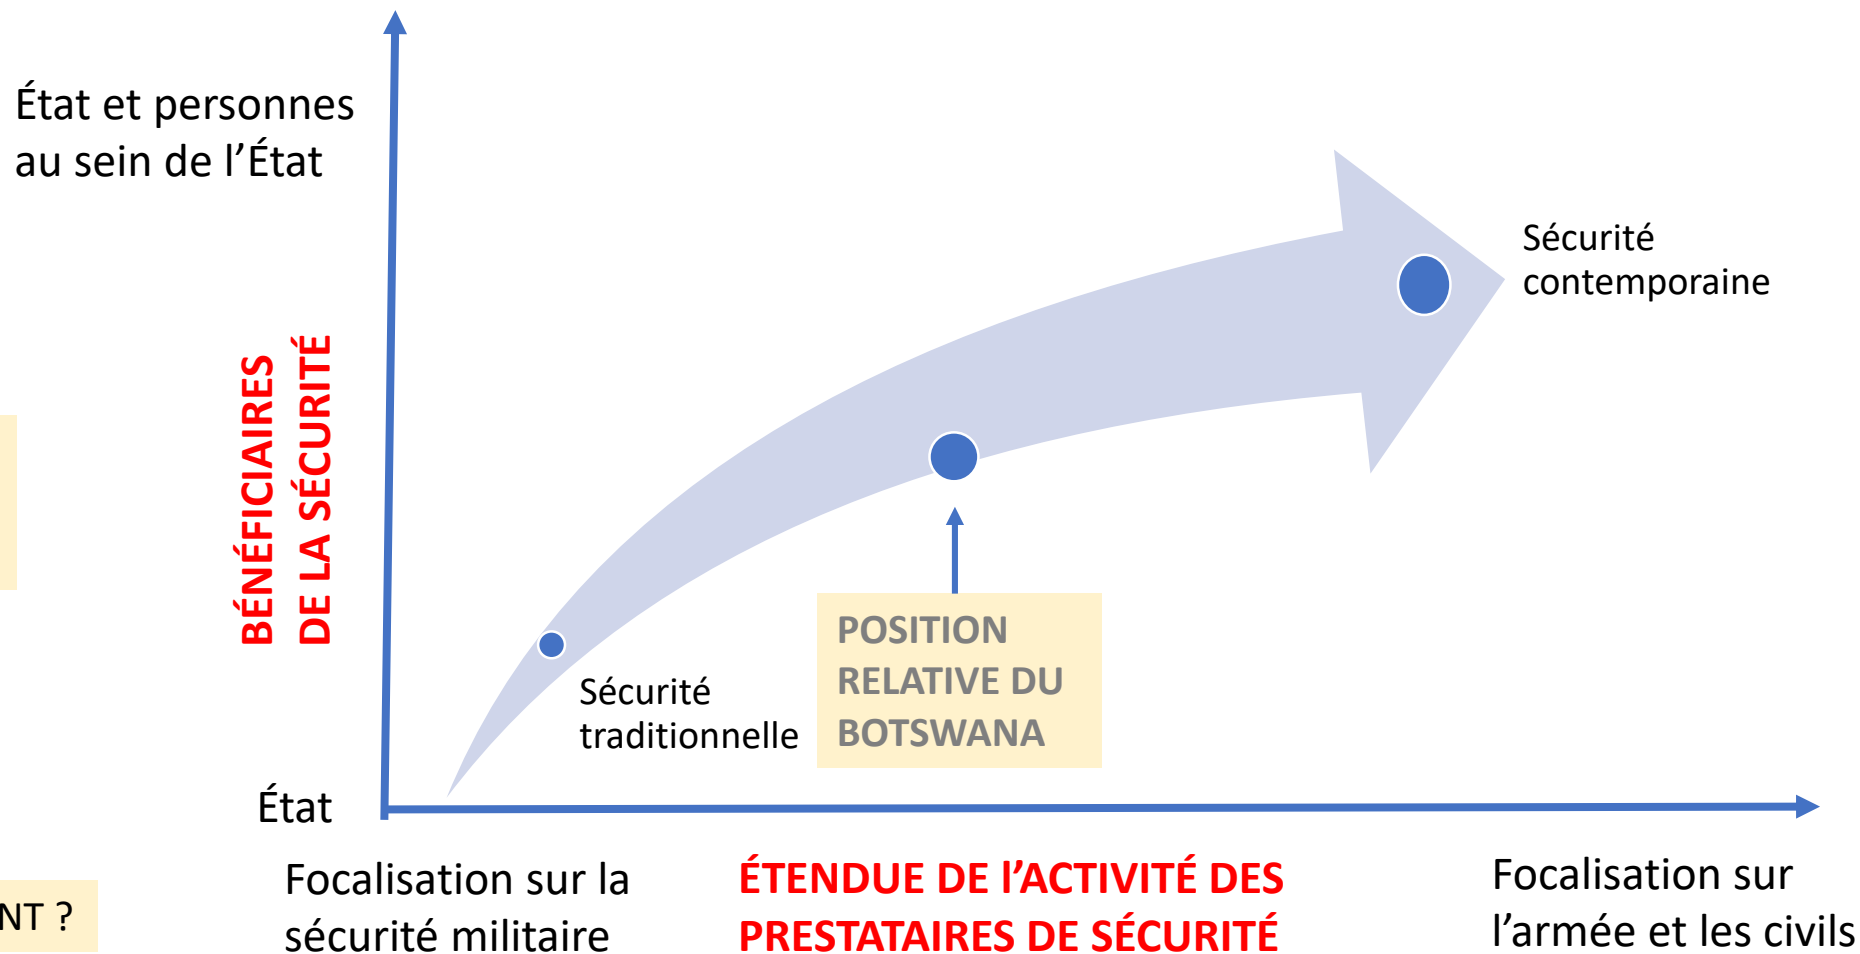 État et personnes
au sein de l’État
Sécurité
contemporaine
BÉNÉFICIAIRES
DE LA SÉCURITÉ
POSITION
RELATIVE DU
BOTSWANA
Sécurité
traditionnelle
État
Focalisation sur la
sécurité militaire
ÉTENDUE DE l’ACTIVITÉ DES
PRESTATAIRES DE SÉCURITÉ
Focalisation sur
l’armée et les civils
NT ?